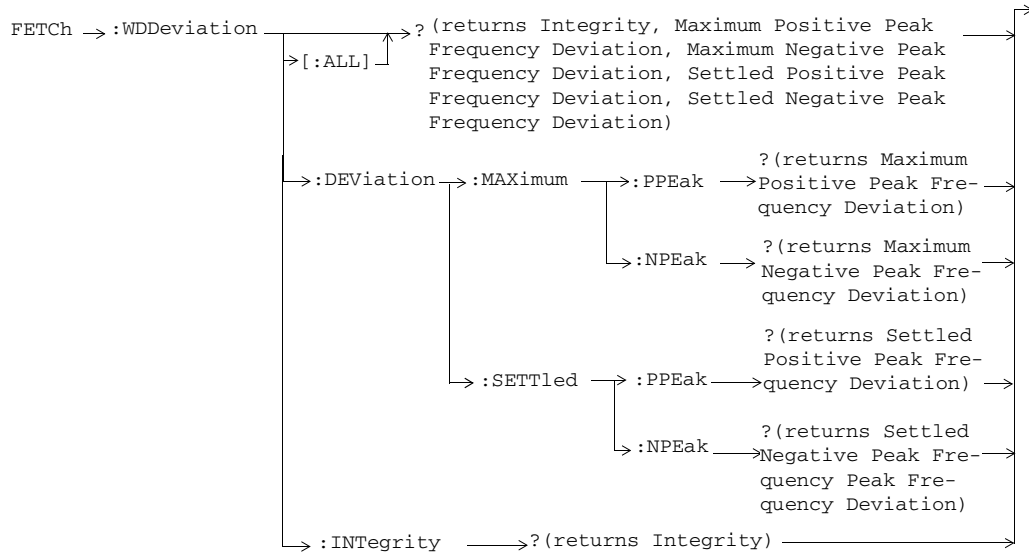 FETCh :WDDeviation ?(returns Integrity, Maximum Positive Peak
Frequency Deviation, Maximum Negative Peak
[:ALL] Frequency Deviation, Settled Positive Peak
Frequency Deviation, Settled Negative Peak
Frequency Deviation)
?(returns Maximum
:DEViation :MAXimum :PPEak Positive Peak Fre-
quency Deviation)
?(returns Maximum
:NPEak Negative Peak Fre-
quency Deviation)
?(returns Settled
Positive Peak Fre-
:SETTled :PPEak quency Deviation)
?(returns Settled
:NPEak Negative Peak Fre-
quency Peak Fre-
quency Deviation)
:INTegrity ?(returns Integrity)